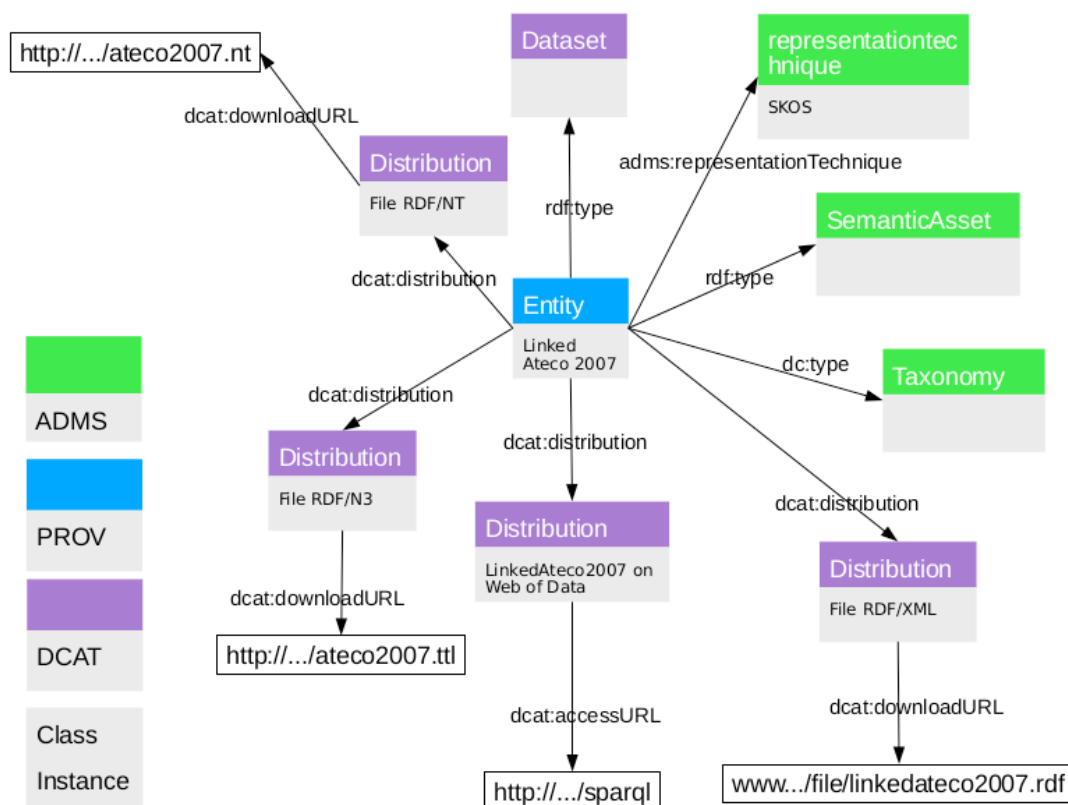 Dataset
representationtec
hnique
SKOS
http://.../ateco2007.nt
dcat:downloadURL
Distribution
File RDF/NT
adms:representationTechnique
rdf:type
SemanticAsset
dcat:distribution
rdf:type
Entity
Linked
Ateco 2007
dc:type
Taxonomy
ADMS
dcat:distribution
dcat:distribution
Distribution
File RDF/N3
dcat:distribution
PROV
Distribution
LinkedAteco2007 on
Web of Data
Distribution
File RDF/XML
dcat:downloadURL
DCAT
http://.../ateco2007.ttl
dcat:accessURL
dcat:downloadURL
Class
Instance
http://.../sparql
www.../file/linkedateco2007.rdf